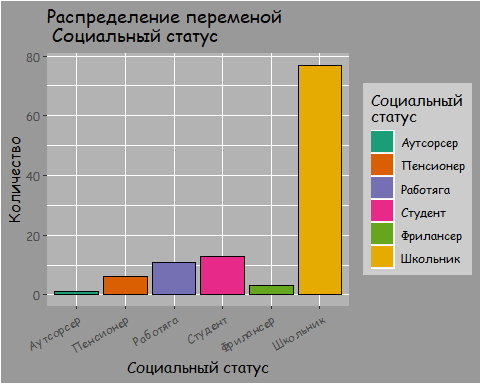 Распределение переменой
Социальный статус
80
60
40
20
0
Количество
Аутсорсер
Пенсионер
Работяга
Студент
Фрилансер
Школьник
Социальный статус
Социальный
статус
Аутсорсер
Пенсионер
Работяга
Студент
Фрилансер
Школьник